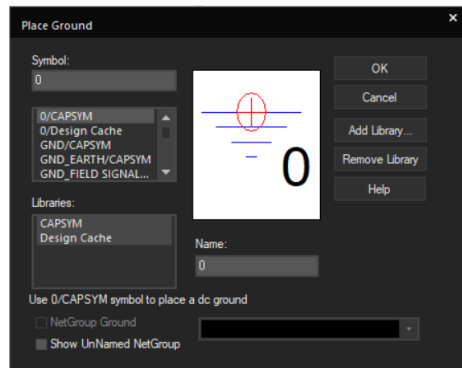 Place Ground
×
Symbol:
0
0/CAPSYM
0/Design Cache
GND/CAPSYM
GND_EARTH/CAPSYM
GND_FIELD SIGNAL...
Libraries:
CAPSYM
Design Cache
0
Name:
0
OK
Cancel
Add Library...
Remove Library
Help
Use 0/CAPSYM symbol to place a dc ground
NetGroup Ground
Show UnNamed NetGroup